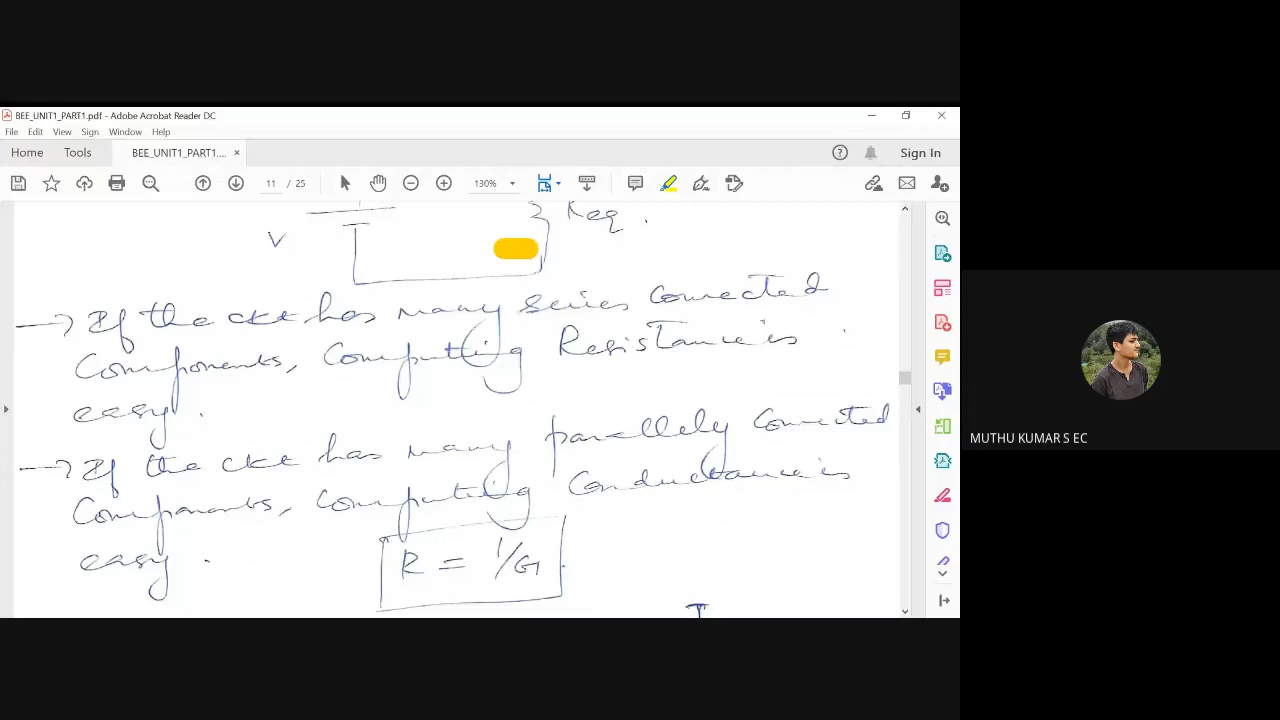 BEE_UNIT1_PART1.pdf - Adobe Acrobat Reader DC
File Edit View Window Sign Help
Home Tools BEE_UNIT1_PART1.... × Sign In
11 / 25 130%
Req.
V
→ If the ckt has many series connected
Components, Computing Resistance is
easy.
→ If the ckt has many parallely connected
Components, Computing Conductance is
easy.
R = 1/G
I
MUTHU KUMAR S EC